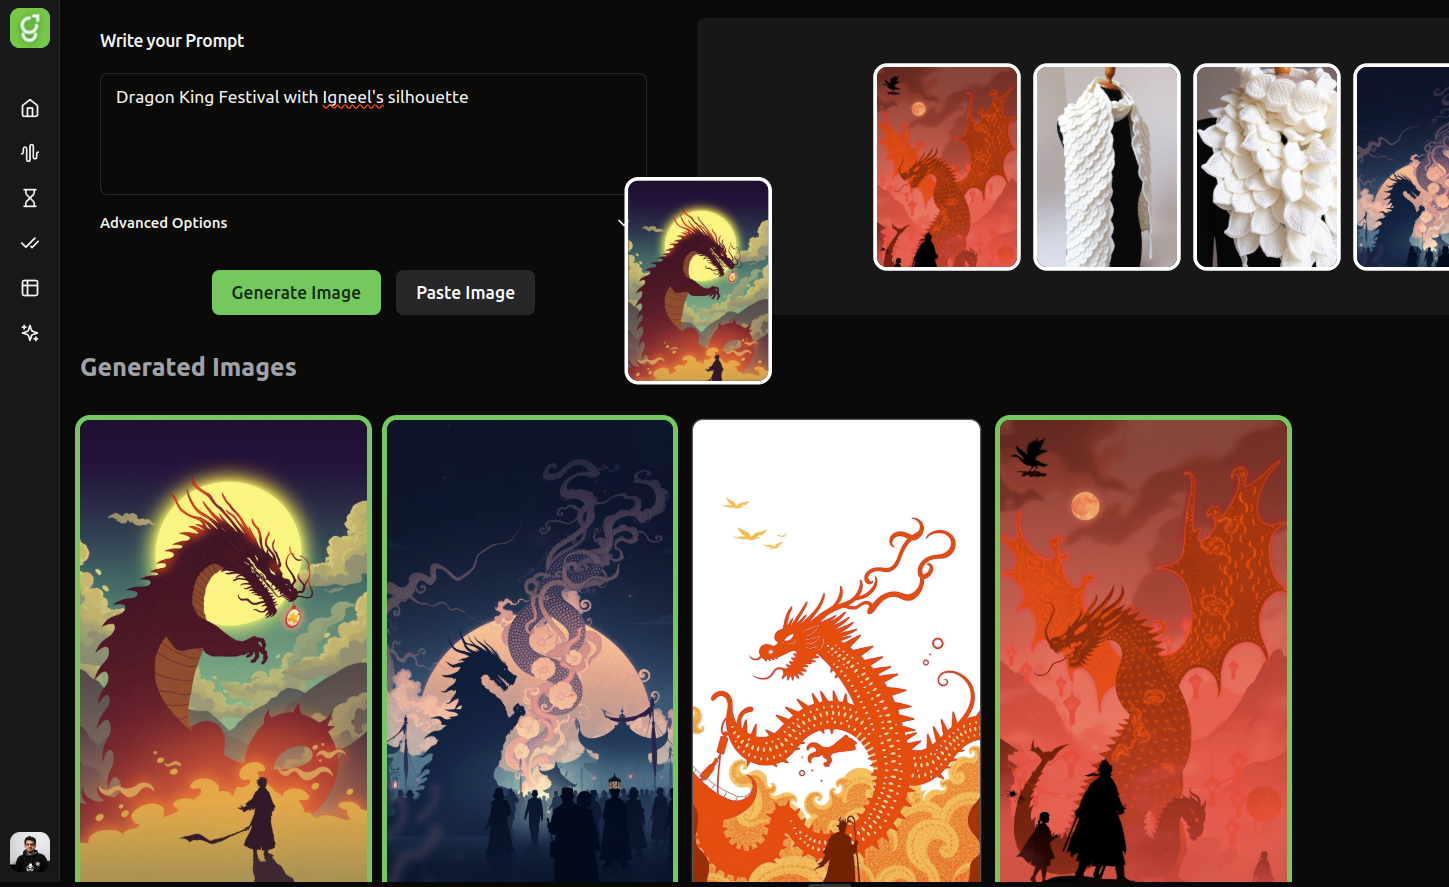 Write your Prompt
Dragon King Festival with Igneel's silhouette
Advanced Options
Generate Image
Paste Image
Generated Images